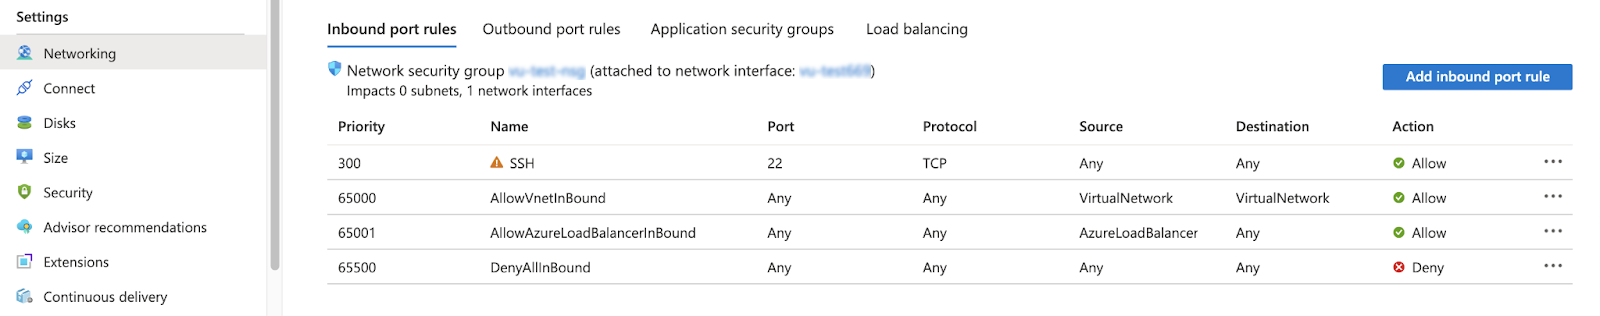 Settings
Networking
Connect
Disks
Size
Security
Advisor recommendations
Extensions
Continuous delivery
Inbound port rules Outbound port rules Application security groups Load balancing
Network security group (attached to network interface: )
Impacts 0 subnets, 1 network interfaces
Add inbound port rule
Priority Name Port Protocol Source Destination Action
300 SSH 22 TCP Any Any Allow ...
65000 AllowVnetInBound Any Any VirtualNetwork VirtualNetwork Allow ...
65001 AllowAzureLoadBalancerInBound Any Any AzureLoadBalancer Any Allow ...
65500 DenyAllInBound Any Any Any Any Deny ...